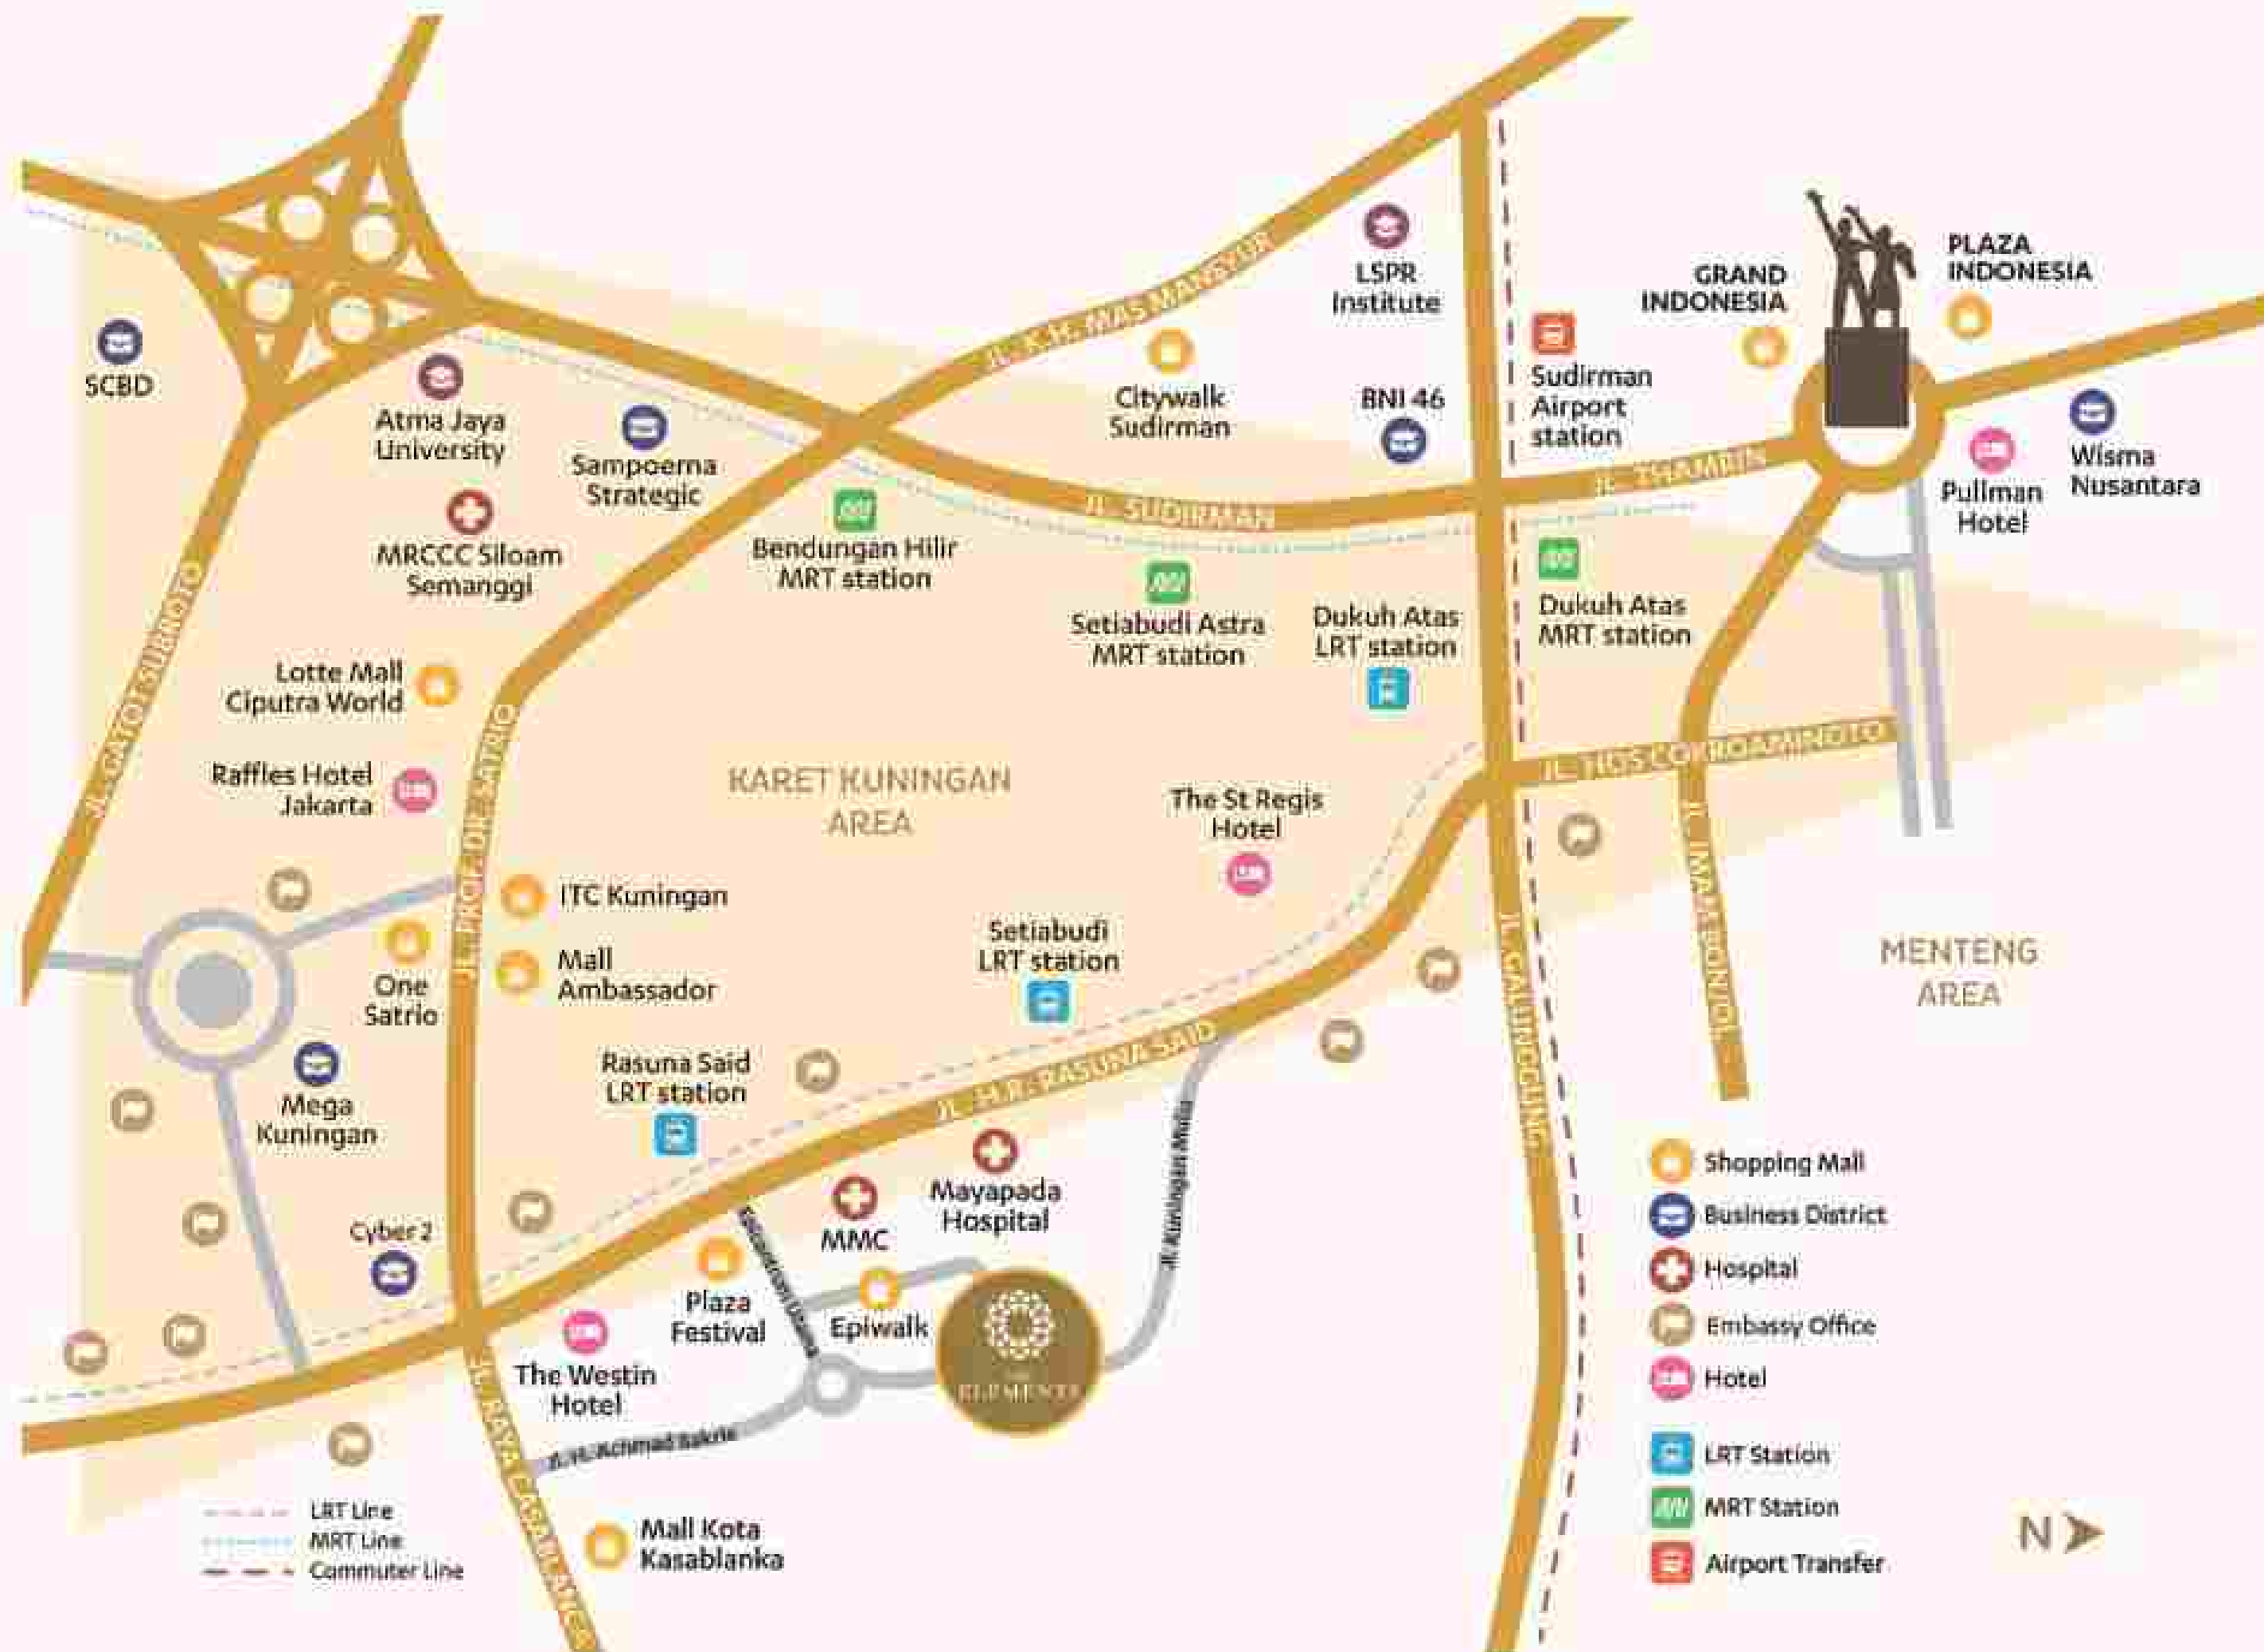 SCBD
Atma Jaya
University
Sampoerna
Strategic
MRCCC Siloam
Semanggi
JL. GATOT SUBROTO
Lotte Mall
Ciputra World
Raffles Hotel
Jakarta
JL. PROF. DR. SATRIO
Bendungan Hilir
MRT station
JL. K.H. MAS MANSYUR
Citywalk
Sudirman
LSPR
Institute
BNI 46
JL. SUDIRMAN
Setiabudi Astra
MRT station
Dukuh Atas
LRT station
Sudirman
Airport
station
GRAND
INDONESIA
PLAZA
INDONESIA
JL. THAMRIN
Pullman
Hotel
Wisma
Nusantara
Dukuh Atas
MRT station
JL. HOS COKROAMINOTO
JL. IMAM BONJOL
JL. GALUNGGUNG
MENTENG
AREA
KARET KUNINGAN
AREA
The St Regis
Hotel
ITC Kuningan
Mall
Ambassador
One
Satrio
Mega
Kuningan
Setiabudi
LRT station
Rasuna Said
LRT station
JL. H.R. RASUNA SAID
Cyber 2
MMC
Mayapada
Hospital
Jl. Kuningan Mulia
Plaza
Festival
Epiwalk
ELEMENTS
The Westin
Hotel
Jl. H. Achmad Bakrie
JL. RAYA CASABLANCA
Mall Kota
Kasablanka
LRT Line
MRT Line
Commuter Line
Shopping Mall
Business District
Hospital
Embassy Office
Hotel
LRT Station
MRT Station
Airport Transfer
N